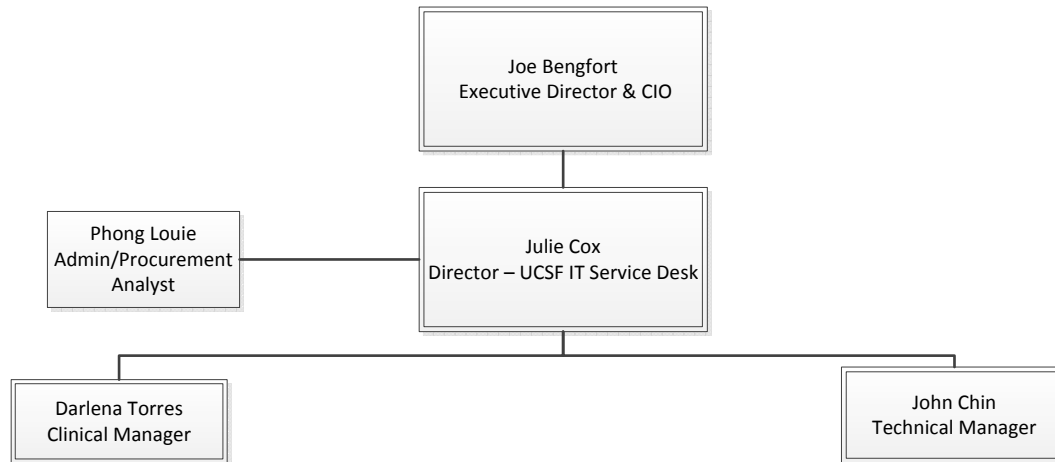 Joe Bengfort
Executive Director & CIO
Phong Louie
Admin/Procurement
Analyst
Julie Cox
Director – UCSF IT Service Desk
Darlena Torres
Clinical Manager
John Chin
Technical Manager